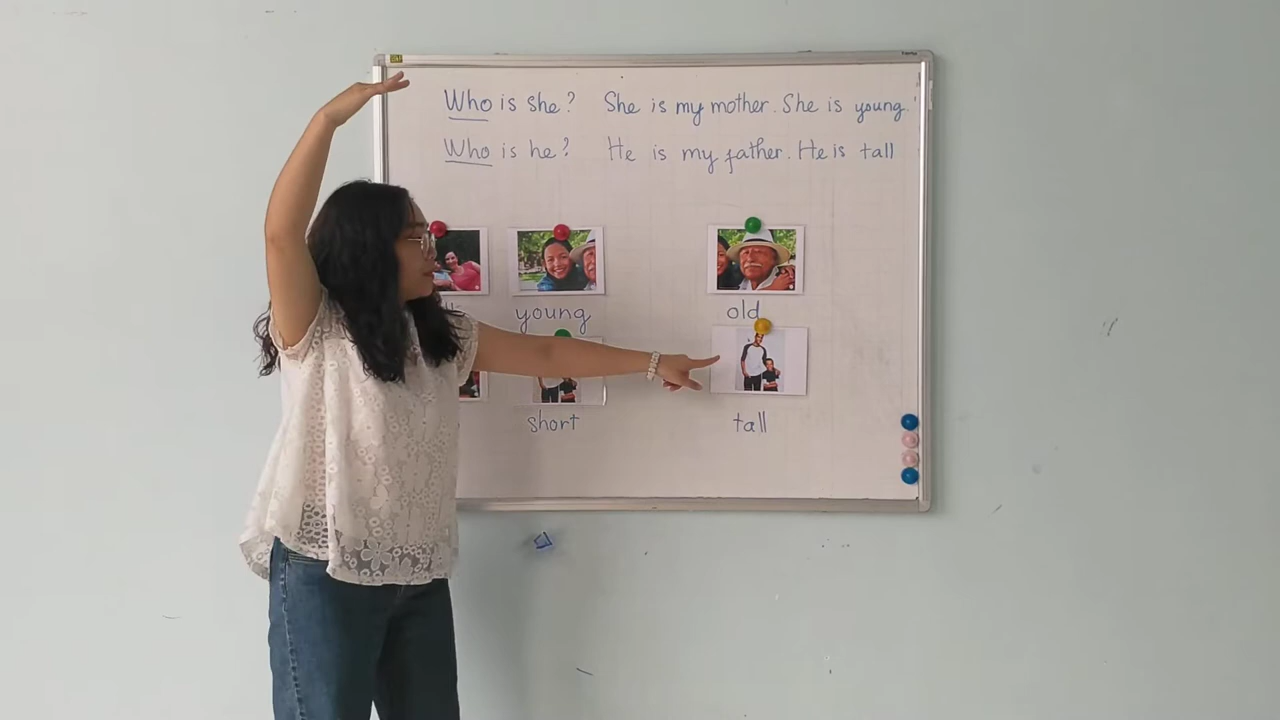 Who is she? She is my mother. She is young.
Who is he? He is my father. He is tall
young old
short tall